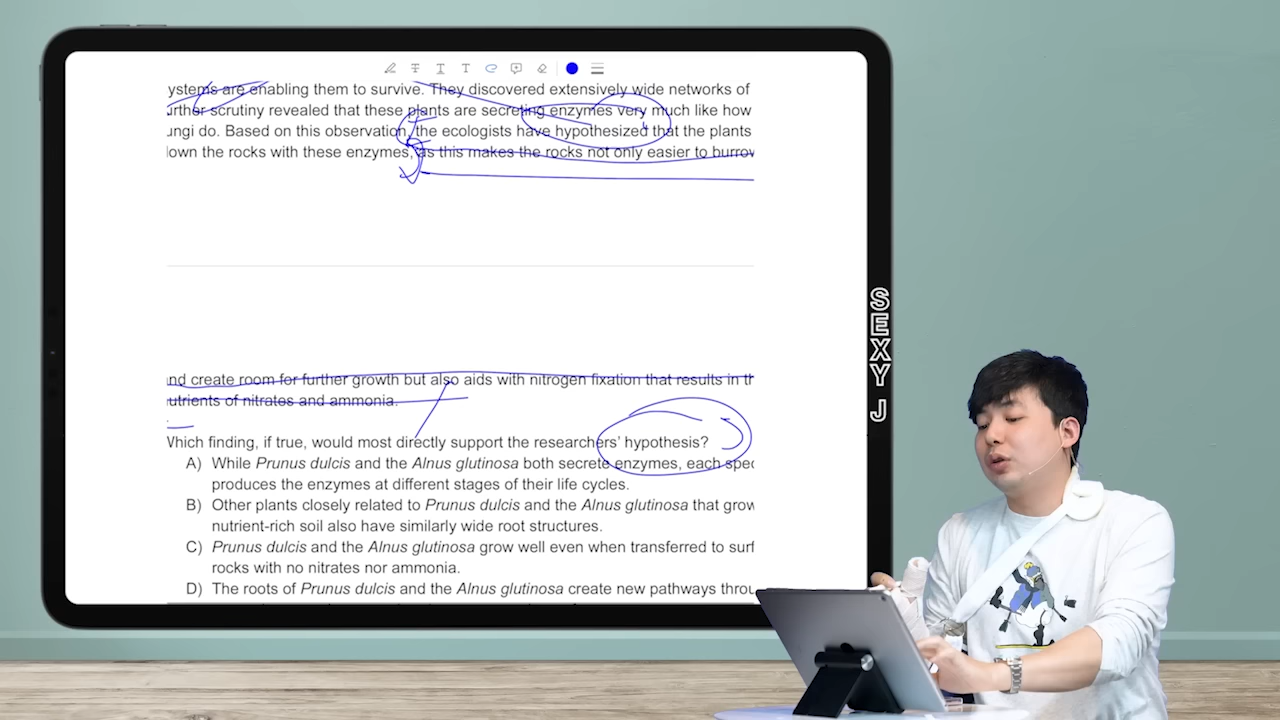 ystems are enabling them to survive. They discovered extensively wide networks of
urther scrutiny revealed that these plants are secreting enzymes very much like how
ungi do. Based on this observation, the ecologists have hypothesized that the plants
down the rocks with these enzymes, as this makes the rocks not only easier to burrow
and create room for further growth but also aids with nitrogen fixation that results in th
utrients of nitrates and ammonia.
Which finding, if true, would most directly support the researchers' hypothesis?
A) While Prunus dulcis and the Alnus glutinosa both secrete enzymes, each spec
produces the enzymes at different stages of their life cycles.
B) Other plants closely related to Prunus dulcis and the Alnus glutinosa that grow
nutrient-rich soil also have similarly wide root structures.
C) Prunus dulcis and the Alnus glutinosa grow well even when transferred to surf
rocks with no nitrates nor ammonia.
D) The roots of Prunus dulcis and the Alnus glutinosa create new pathways throu
SEXY J